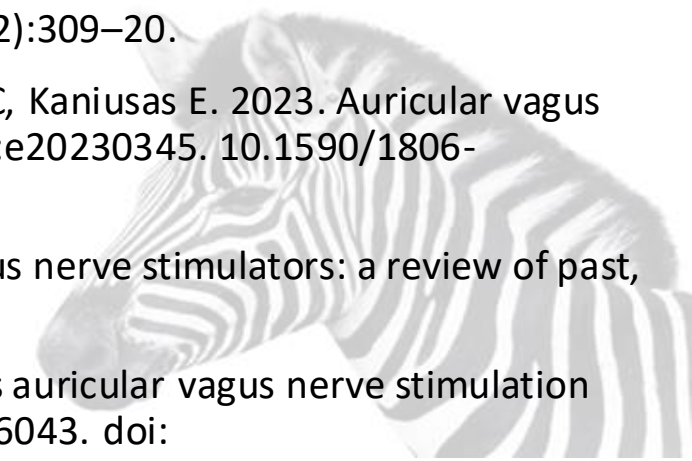 2):309–20.
, Kaniusas E. 2023. Auricular vagus
e20230345. 10.1590/1806-
us nerve stimulators: a review of past,
s auricular vagus nerve stimulation
6043. doi: